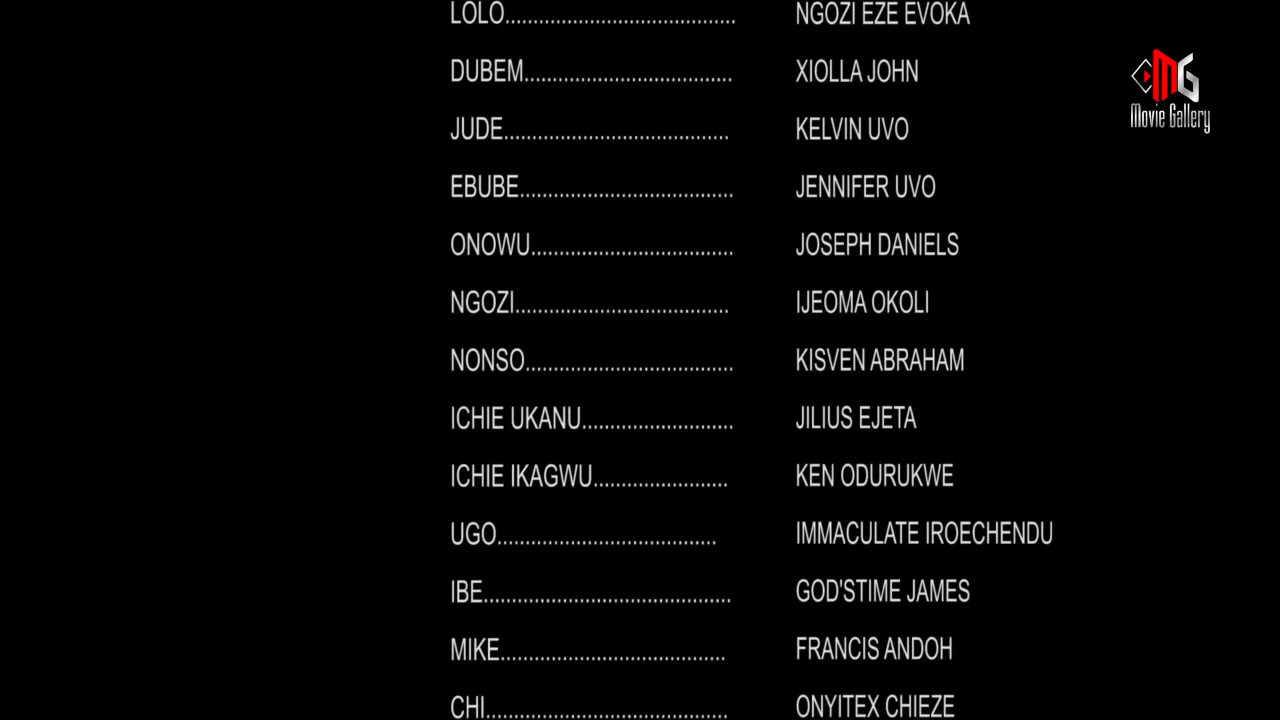 LOLO......................................... NGOZI EZE EVOKA
DUBEM..................................... XIOLLA JOHN
JUDE........................................ KELVIN UVO
EBUBE...................................... JENNIFER UVO
ONOWU.................................... JOSEPH DANIELS
NGOZI...................................... IJEOMA OKOLI
NONSO..................................... KISVEN ABRAHAM
ICHIE UKANU........................... JILIUS EJETA
ICHIE IKAGWU........................ KEN ODURUKWE
UGO....................................... IMMACULATE IROECHENDU
IBE............................................ GOD'STIME JAMES
MIKE........................................ FRANCIS ANDOH
CHI........................................... ONYITEX CHIEZE
MG
Movie Gallery